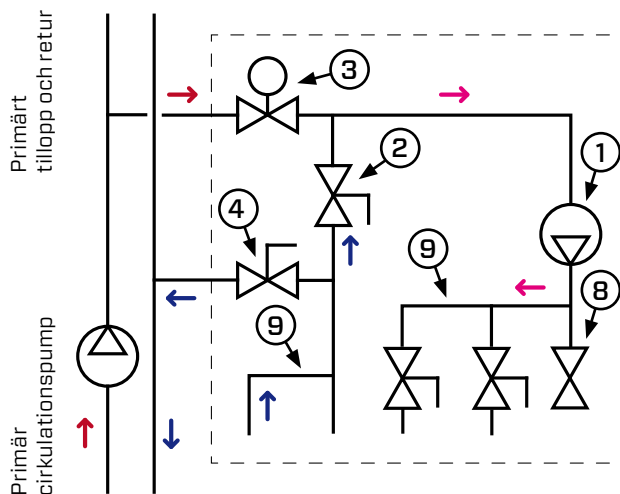 Primärt
tillopp och retur
3
2
1
4
9
8
9
Primär
cirkulationspump